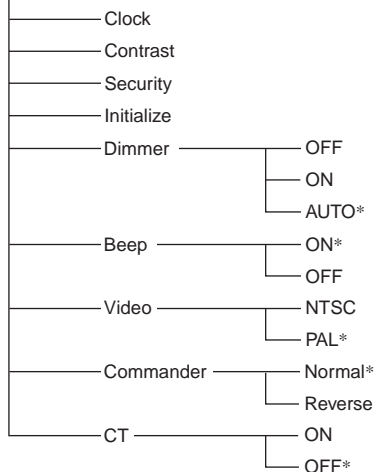 Clock
Contrast
Security
Initialize
Dimmer OFF
ON
AUTO*
Beep ON*
OFF
Video NTSC
PAL*
Commander Normal*
Reverse
CT ON
OFF*